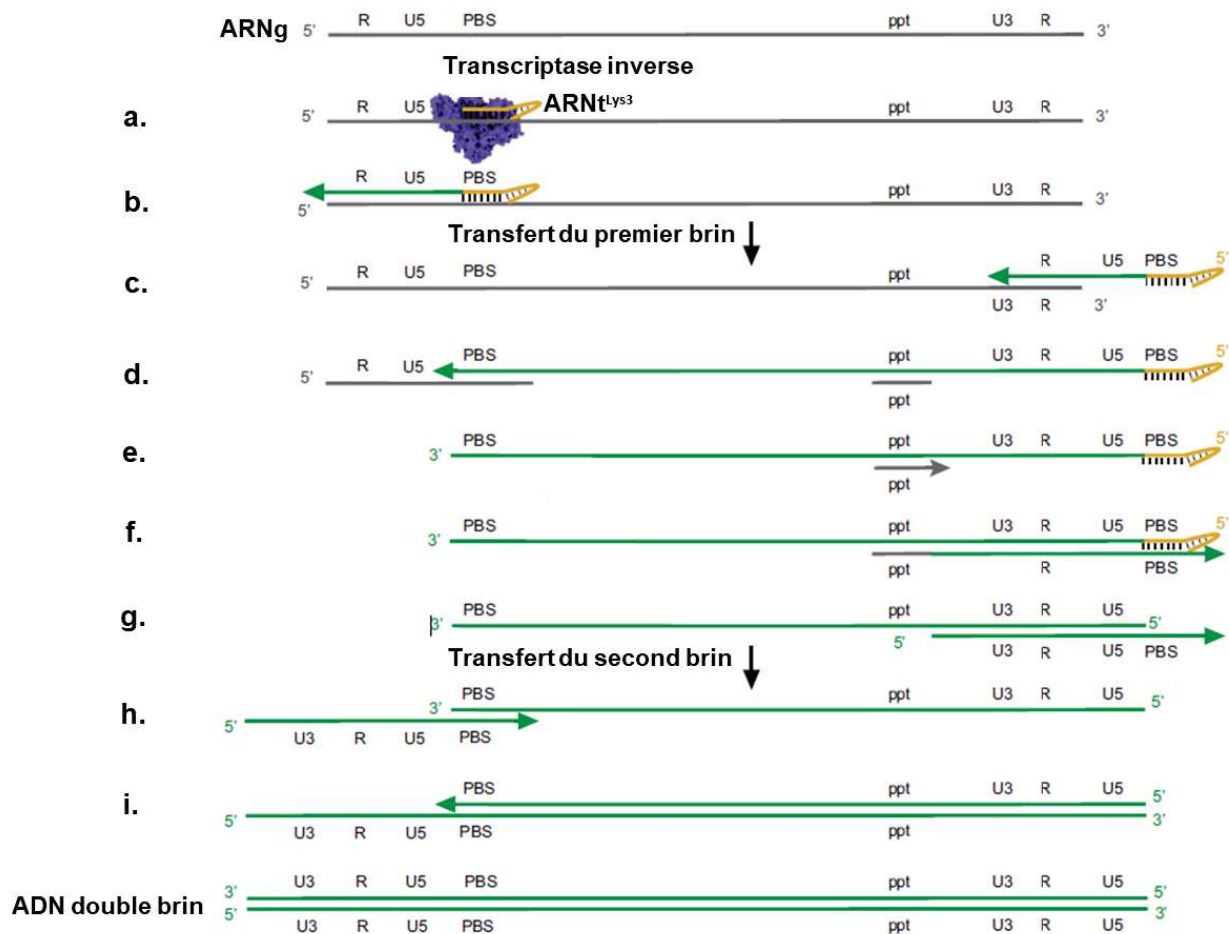 R U5 PBS ppt U3 R
ARNg 5' 3'
Transcriptase inverse
ARNt^Lys3
R U5 ppt U3 R
a. 5' 3'
R U5 PBS ppt U3 R
b. 5' 3'
Transfert du premier brin
R U5 PBS ppt R U5 PBS 5'
c. 5'
U3 R 3'
PBS ppt U3 R U5 PBS 5'
R U5
d. 5'
ppt
PBS ppt U3 R U5 PBS 5'
e. 3'
ppt
PBS ppt U3 R U5 PBS 5'
f. 3'
ppt R PBS
PBS ppt U3 R U5
g. 3' 5'
5'
U3 R U5 PBS
Transfert du second brin
PBS ppt U3 R U5
3' 5'
h. 5'
U3 R U5 PBS
PBS ppt U3 R U5
i. 5'
5' 3'
U3 R U5 PBS ppt
U3 R U5 PBS ppt U3 R U5
3' 5'
ADN double brin
5' 3'
U3 R U5 PBS ppt U3 R U5